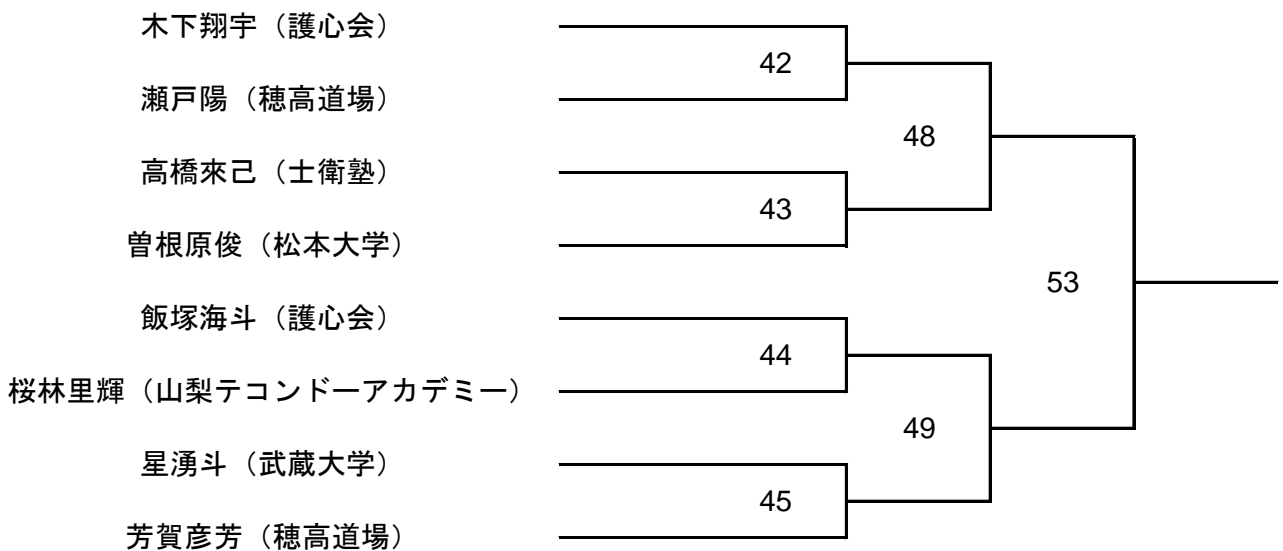 木下翔宇（護心会）
42
瀬戸陽（穂高道場）
48
高橋來己（士衛塾）
43
曽根原俊（松本大学）
53
飯塚海斗（護心会）
44
桜林里輝（山梨テコンドーアカデミー）
49
星湧斗（武蔵大学）
45
芳賀彦芳（穂高道場）